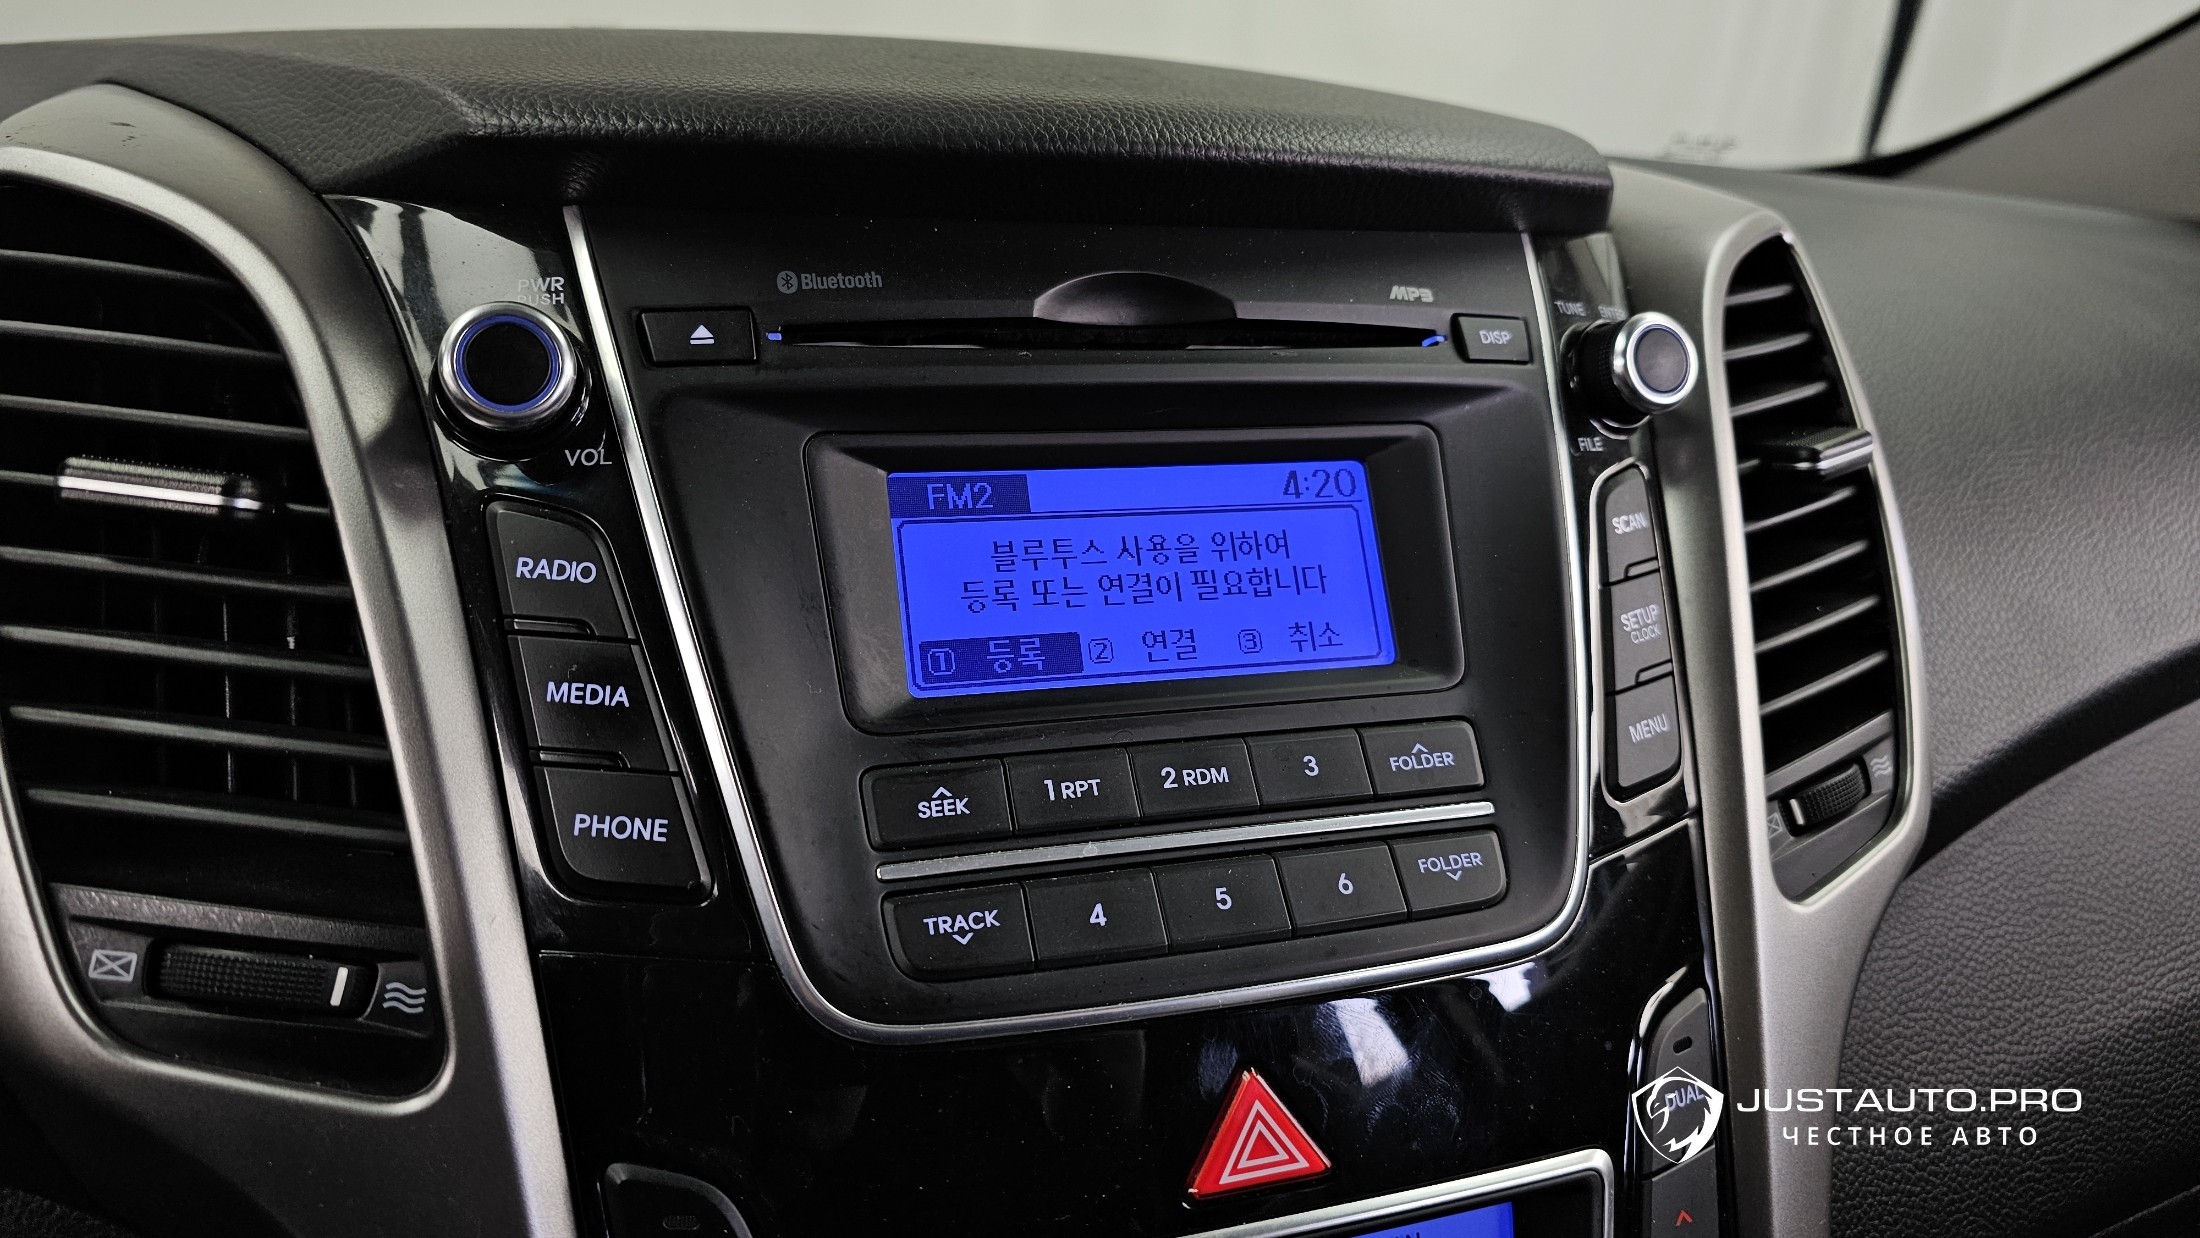 PWR
PUSH
VOL
Bluetooth
MP3
DISP
TUNE
ENTER
FILE
RADIO
MEDIA
PHONE
FM2 4:20
블루투스 사용을 위하여
등록 또는 연결이 필요합니다
1 등록 2 연결 3 취소
SCAN
SETUP
CLOCK
MENU
SEEK 1 RPT 2 RDM 3 FOLDER
TRACK 4 5 6 FOLDER
DUAL
JUSTAUTO.PRO
ЧЕСТНОЕ АВТО